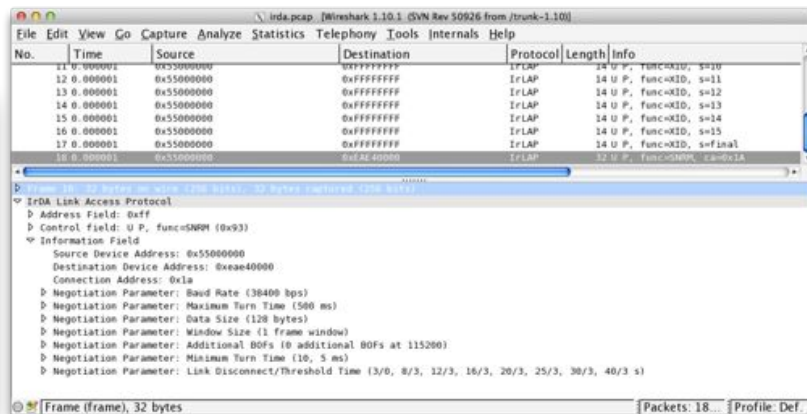 irda.pcap [Wireshark 1.10.1 (SVN Rev 50926 from /trunk-1.10)]
File Edit View Go Capture Analyze Statistics Telephony Tools Internals Help
No. Time Source Destination Protocol Length Info
11 0.000001 0x55000000 0xFFFFFFFF IrLAP 14 U P, func=XID, s=10
12 0.000001 0x55000000 0xFFFFFFFF IrLAP 14 U P, func=XID, s=11
13 0.000001 0x55000000 0xFFFFFFFF IrLAP 14 U P, func=XID, s=12
14 0.000001 0x55000000 0xFFFFFFFF IrLAP 14 U P, func=XID, s=13
15 0.000001 0x55000000 0xFFFFFFFF IrLAP 14 U P, func=XID, s=14
16 0.000001 0x55000000 0xFFFFFFFF IrLAP 14 U P, func=XID, s=15
17 0.000001 0x55000000 0xFFFFFFFF IrLAP 14 U P, func=XID, s=final
18 0.000001 0x55000000 0xEAE40000 IrLAP 32 U P, func=SNRM, ca=0x1A
Frame 18: 32 bytes on wire (256 bits), 32 bytes captured (256 bits)
IrDA Link Access Protocol
Address Field: 0xff
Control field: U P, func=SNRM (0x93)
Information Field
Source Device Address: 0x55000000
Destination Device Address: 0xeae40000
Connection Address: 0x1a
Negotiation Parameter: Baud Rate (38400 bps)
Negotiation Parameter: Maximum Turn Time (500 ms)
Negotiation Parameter: Data Size (128 bytes)
Negotiation Parameter: Window Size (1 frame window)
Negotiation Parameter: Additional BOFs (0 additional BOFs at 115200)
Negotiation Parameter: Minimum Turn Time (10, 5 ms)
Negotiation Parameter: Link Disconnect/Threshold Time (3/0, 8/3, 12/3, 16/3, 20/3, 25/3, 30/3, 40/3 s)
Frame (frame), 32 bytes Packets: 18... Profile: Def.